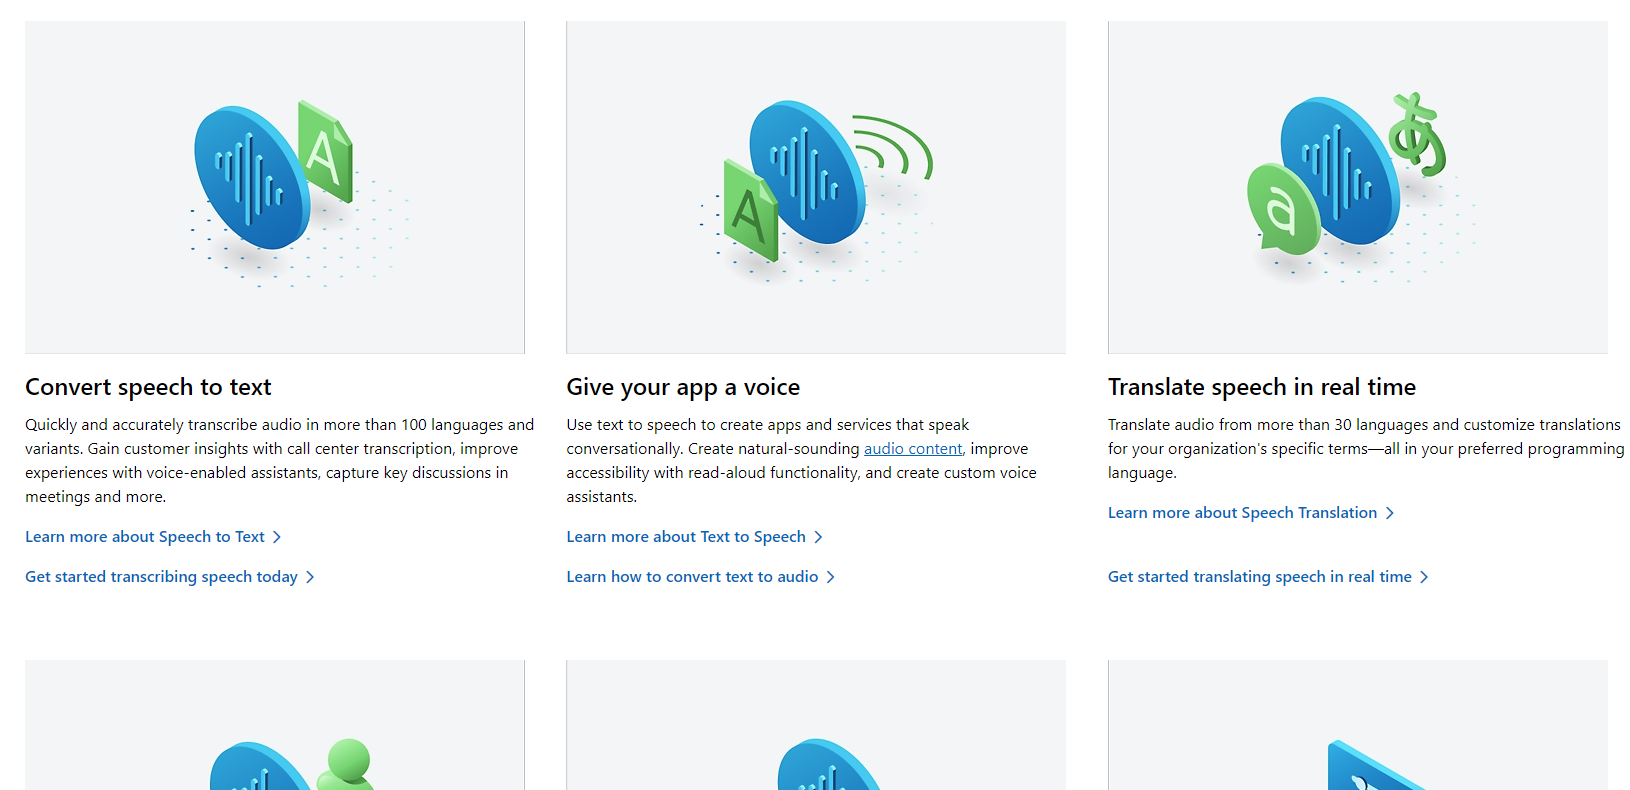 A
A
a
あ
Convert speech to text
Quickly and accurately transcribe audio in more than 100 languages and
variants. Gain customer insights with call center transcription, improve
experiences with voice-enabled assistants, capture key discussions in
meetings and more.
Learn more about Speech to Text
Get started transcribing speech today
Give your app a voice
Use text to speech to create apps and services that speak
conversationally. Create natural-sounding audio content, improve
accessibility with read-aloud functionality, and create custom voice
assistants.
Learn more about Text to Speech
Learn how to convert text to audio
Translate speech in real time
Translate audio from more than 30 languages and customize translations
for your organization's specific terms—all in your preferred programming
language.
Learn more about Speech Translation
Get started translating speech in real time